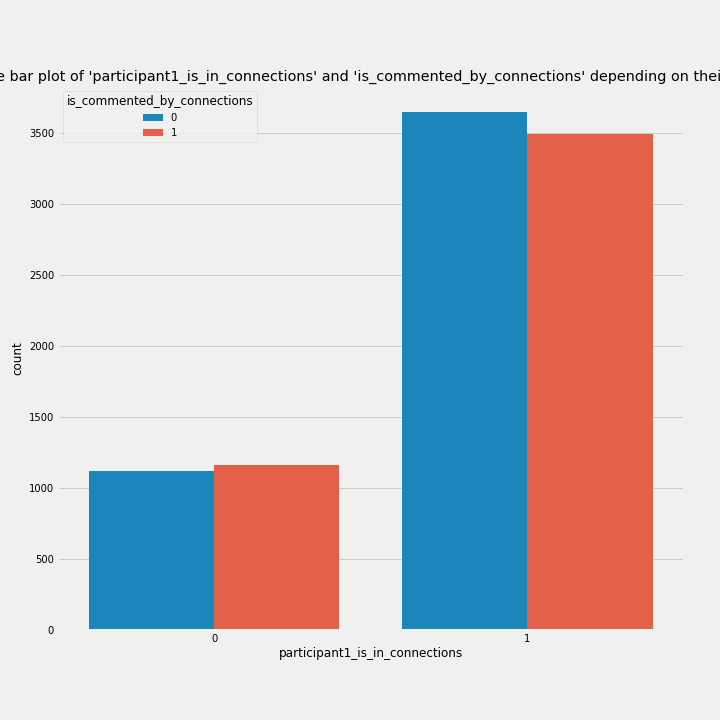 e bar plot of 'participant1_is_in_connections' and 'is_commented_by_connections' depending on thei
is_commented_by_connections
0
1
3500
3000
2500
2000
1500
1000
500
0
count
0 1
participant1_is_in_connections